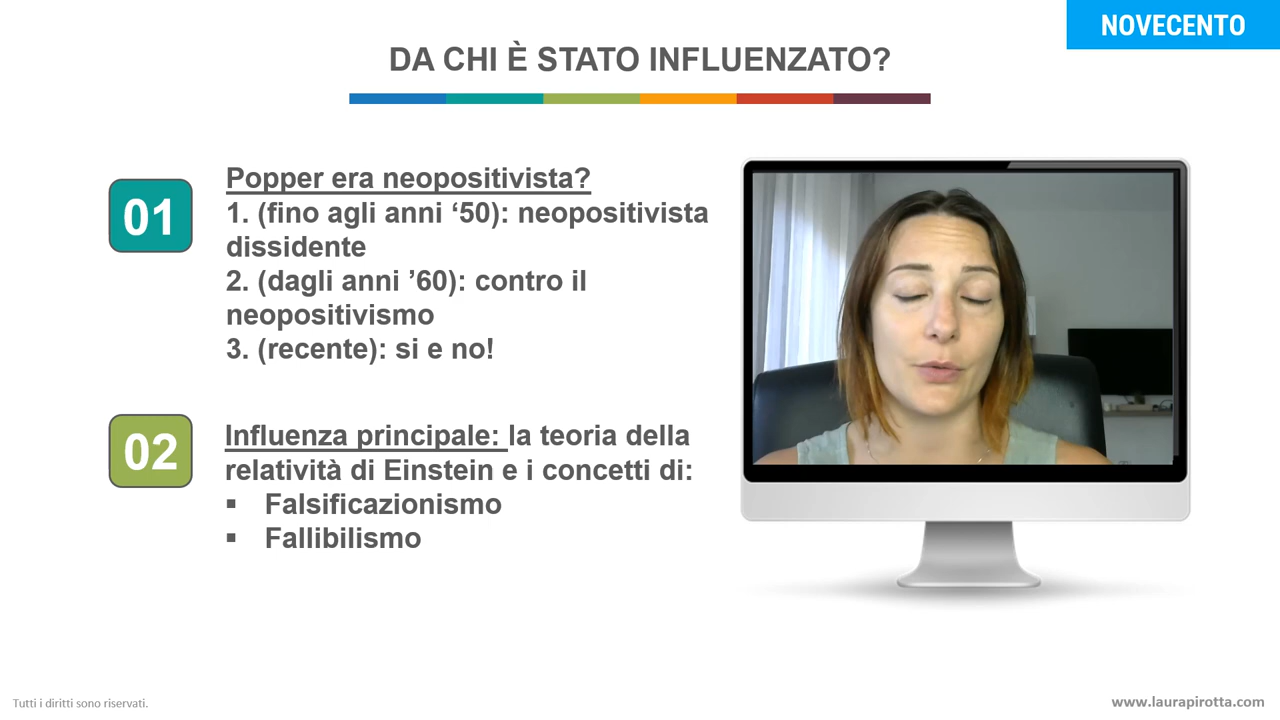 NOVECENTO
DA CHI È STATO INFLUENZATO?
01
Popper era neopositivista?
1. (fino agli anni ‘50): neopositivista
dissidente
2. (dagli anni ’60): contro il
neopositivismo
3. (recente): si e no!
02
Influenza principale: la teoria della
relatività di Einstein e i concetti di:
▪ Falsificazionismo
▪ Fallibilismo
Tutti i diritti sono riservati.
www.laurapirotta.com